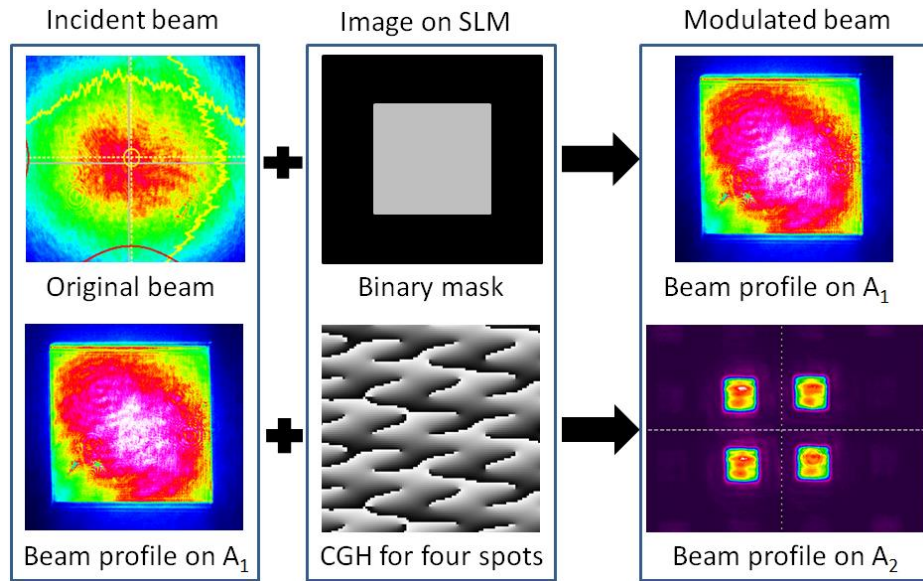 Incident beam
Image on SLM
Modulated beam
Original beam
Binary mask
Beam profile on A₁
Beam profile on A₁
CGH for four spots
Beam profile on A₂